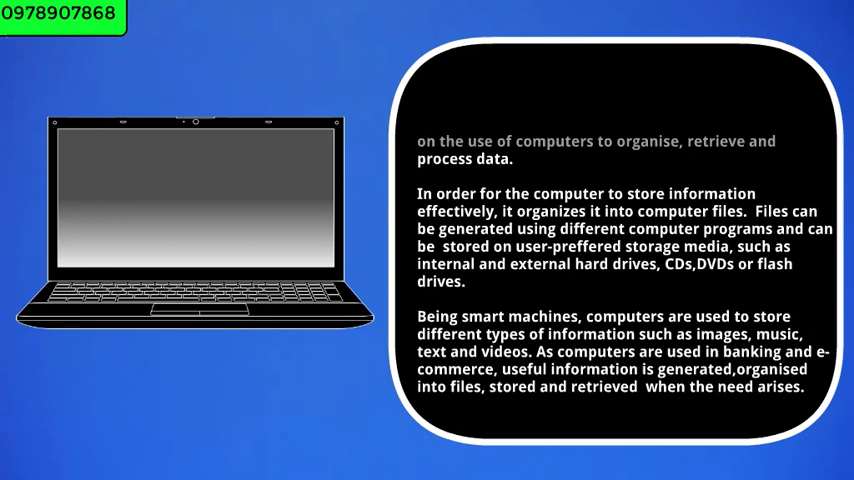 0978907868
on the use of computers to organise, retrieve and
process data.
In order for the computer to store information
effectively, it organizes it into computer files.  Files can
be generated using different computer programs and can
be  stored on user-preffered storage media, such as
internal and external hard drives, CDs,DVDs or flash
drives.
Being smart machines, computers are used to store
different types of information such as images, music,
text and videos. As computers are used in banking and e-
commerce, useful information is generated,organised
into files, stored and retrieved  when the need arises.